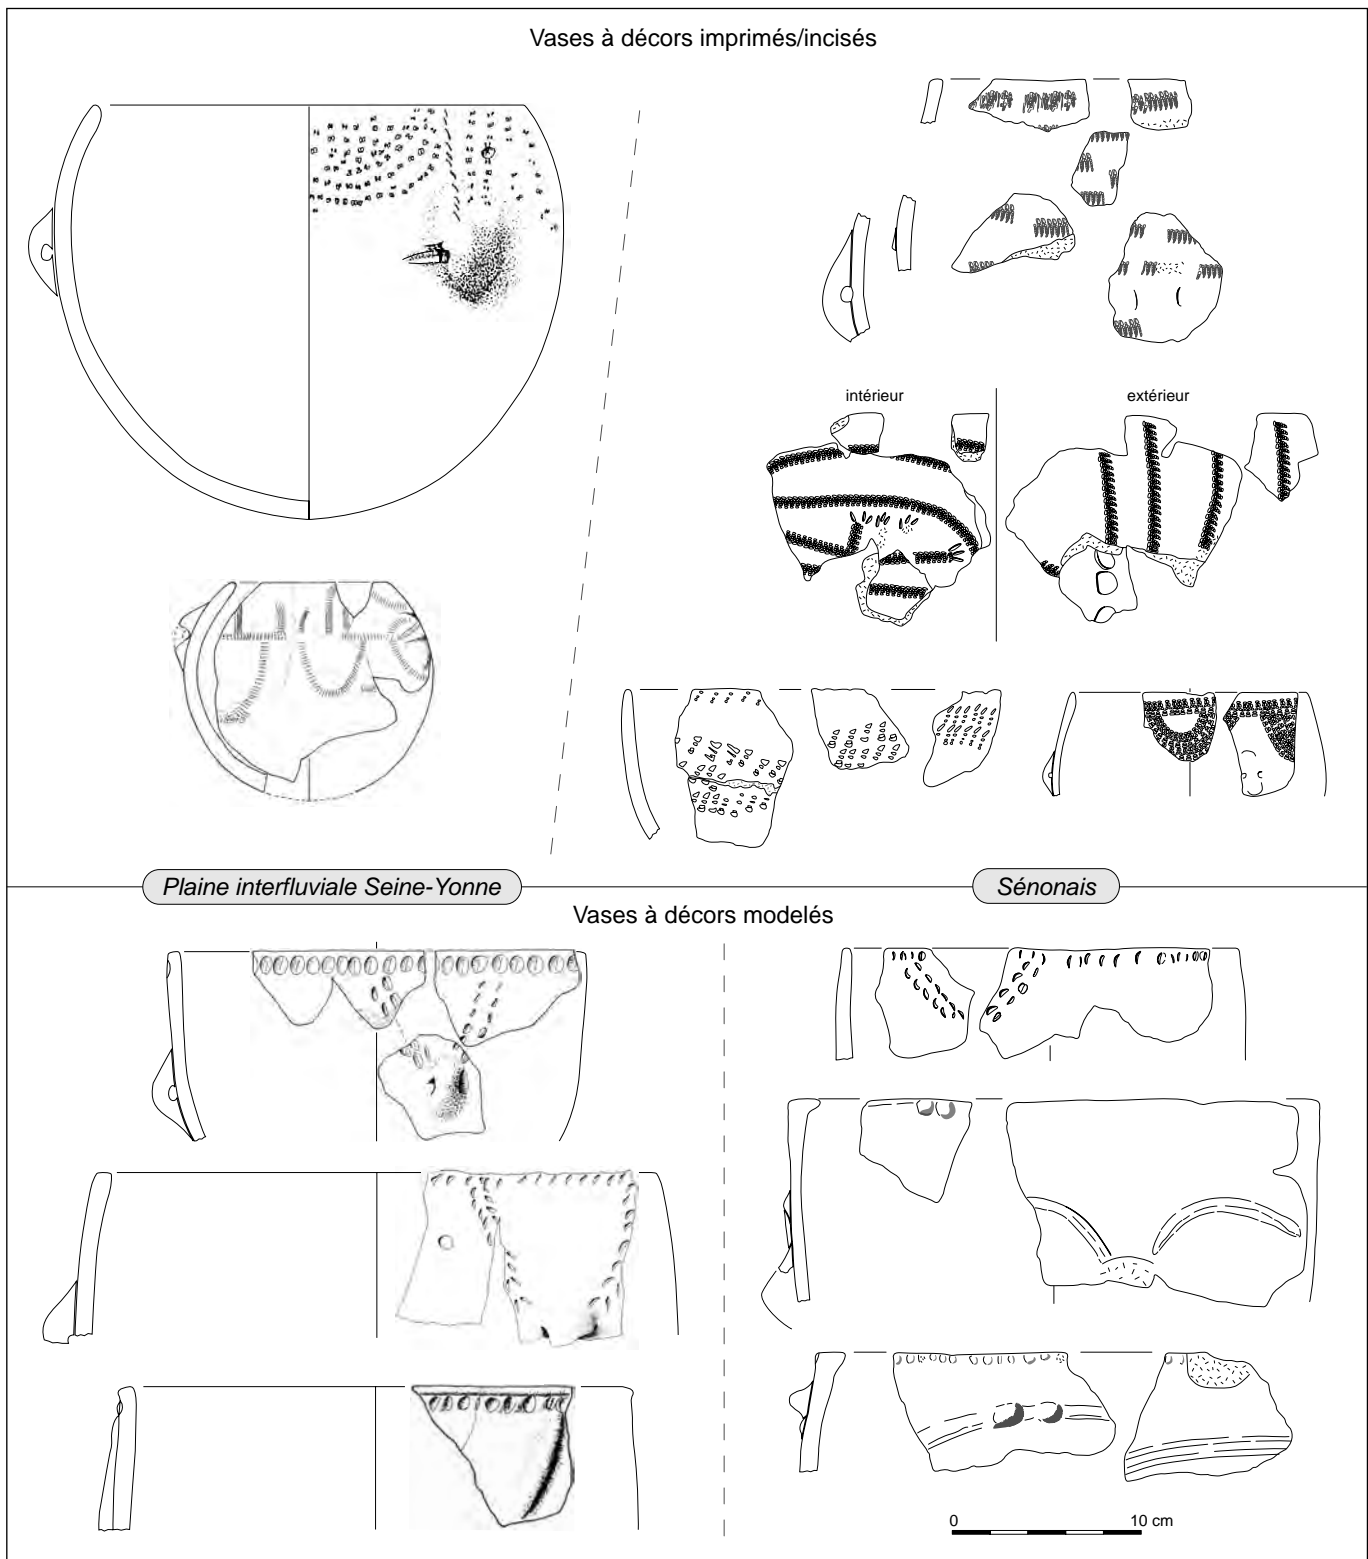 Vases à décors imprimés/incisés
intérieur
extérieur
Plaine interfluviale Seine-Yonne
Sénonais
Vases à décors modelés
0 10 cm